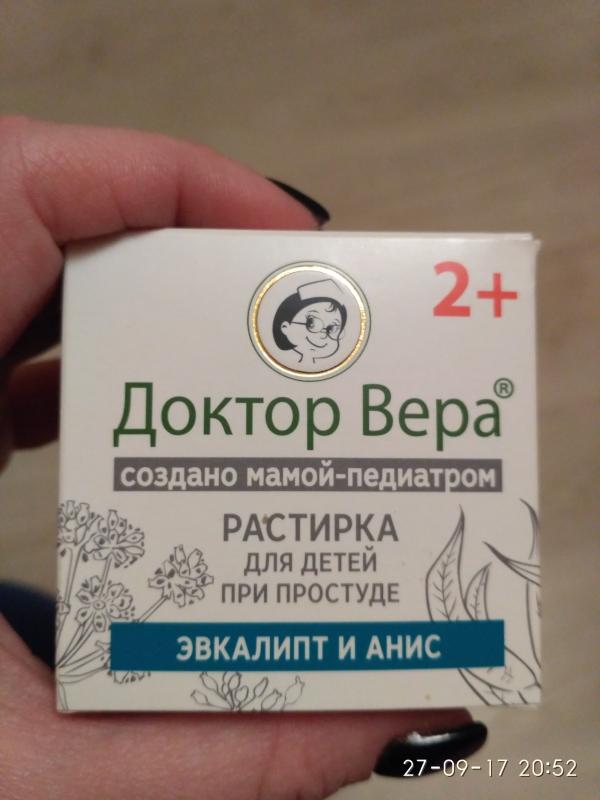 2+
Доктор Вера®
создано мамой-педиатром
РАСТИРКА
ДЛЯ ДЕТЕЙ
ПРИ ПРОСТУДЕ
ЭВКАЛИПТ И АНИС
27-09-17 20:52